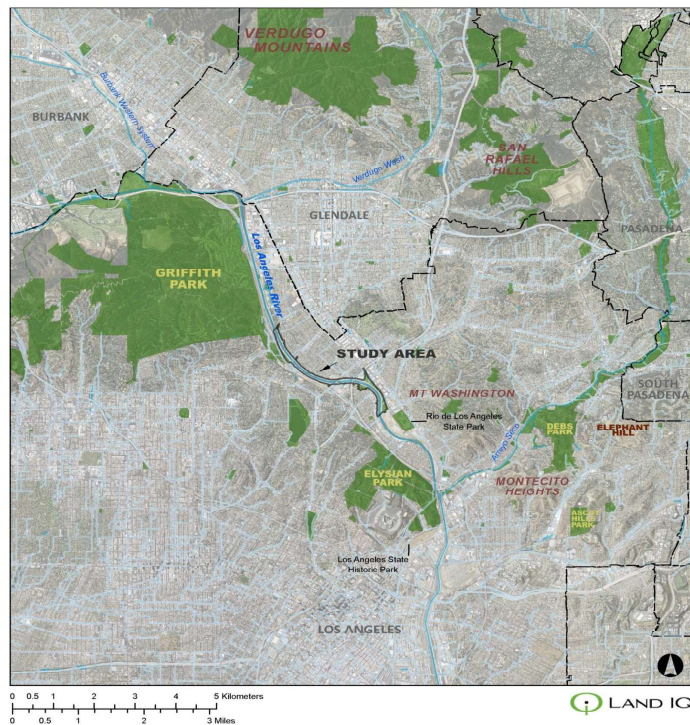 VERDUGO
MOUNTAINS
BURBANK
Burbank Western System
SAN
RAFAEL
HILLS
Verdugo Wash
GLENDALE
PASADENA
Los Angeles River
GRIFFITH
PARK
STUDY AREA
SOUTH
PASADENA
MT WASHINGTON
Rio de Los Angeles
State Park
Arroyo Seco
DEBS
PARK
ELEPHANT
HILL
ELYSIAN
PARK
MONTECITO
HEIGHTS
ASCOT
HILLS
PARK
Los Angeles State
Historic Park
LOS ANGELES
0 0.5 1 2 3 4 5 Kilometers
0 0.5 1 2 3 Miles
LAND IG